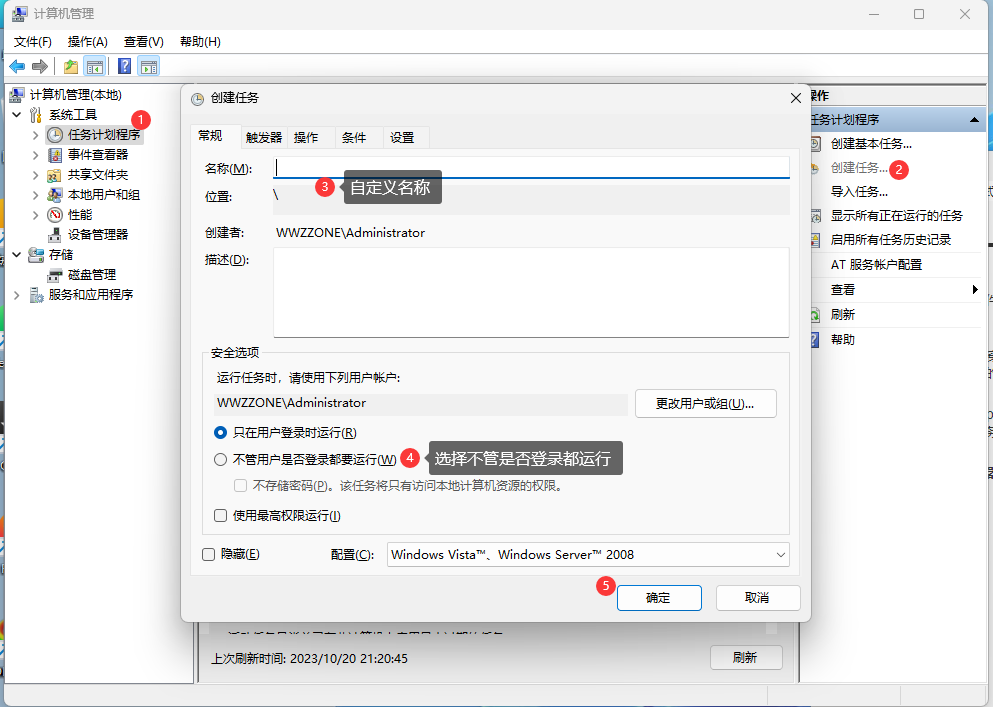 计算机管理
文件(F) 操作(A) 查看(V) 帮助(H)
计算机管理(本地)
系统工具
1
任务计划程序
事件查看器
共享文件夹
本地用户和组
性能
设备管理器
存储
磁盘管理
服务和应用程序
创建任务
常规 触发器 操作 条件 设置
名称(M):
3 自定义名称
位置: \
创建者: WWZZONE\Administrator
描述(D):
安全选项
运行任务时，请使用下列用户帐户:
WWZZONE\Administrator
更改用户或组(U)...
只在用户登录时运行(R)
不管用户是否登录都要运行(W) 4 选择不管是否登录都运行
不存储密码(P)。该任务将只有访问本地计算机资源的权限。
使用最高权限运行(I)
隐藏(E) 配置(C): Windows Vista™、Windows Server™ 2008
5 确定 取消
上次刷新时间: 2023/10/20 21:20:45 刷新
操作
任务计划程序
创建基本任务...
创建任务... 2
导入任务...
显示所有正在运行的任务
启用所有任务历史记录
AT 服务帐户配置
查看
刷新
帮助